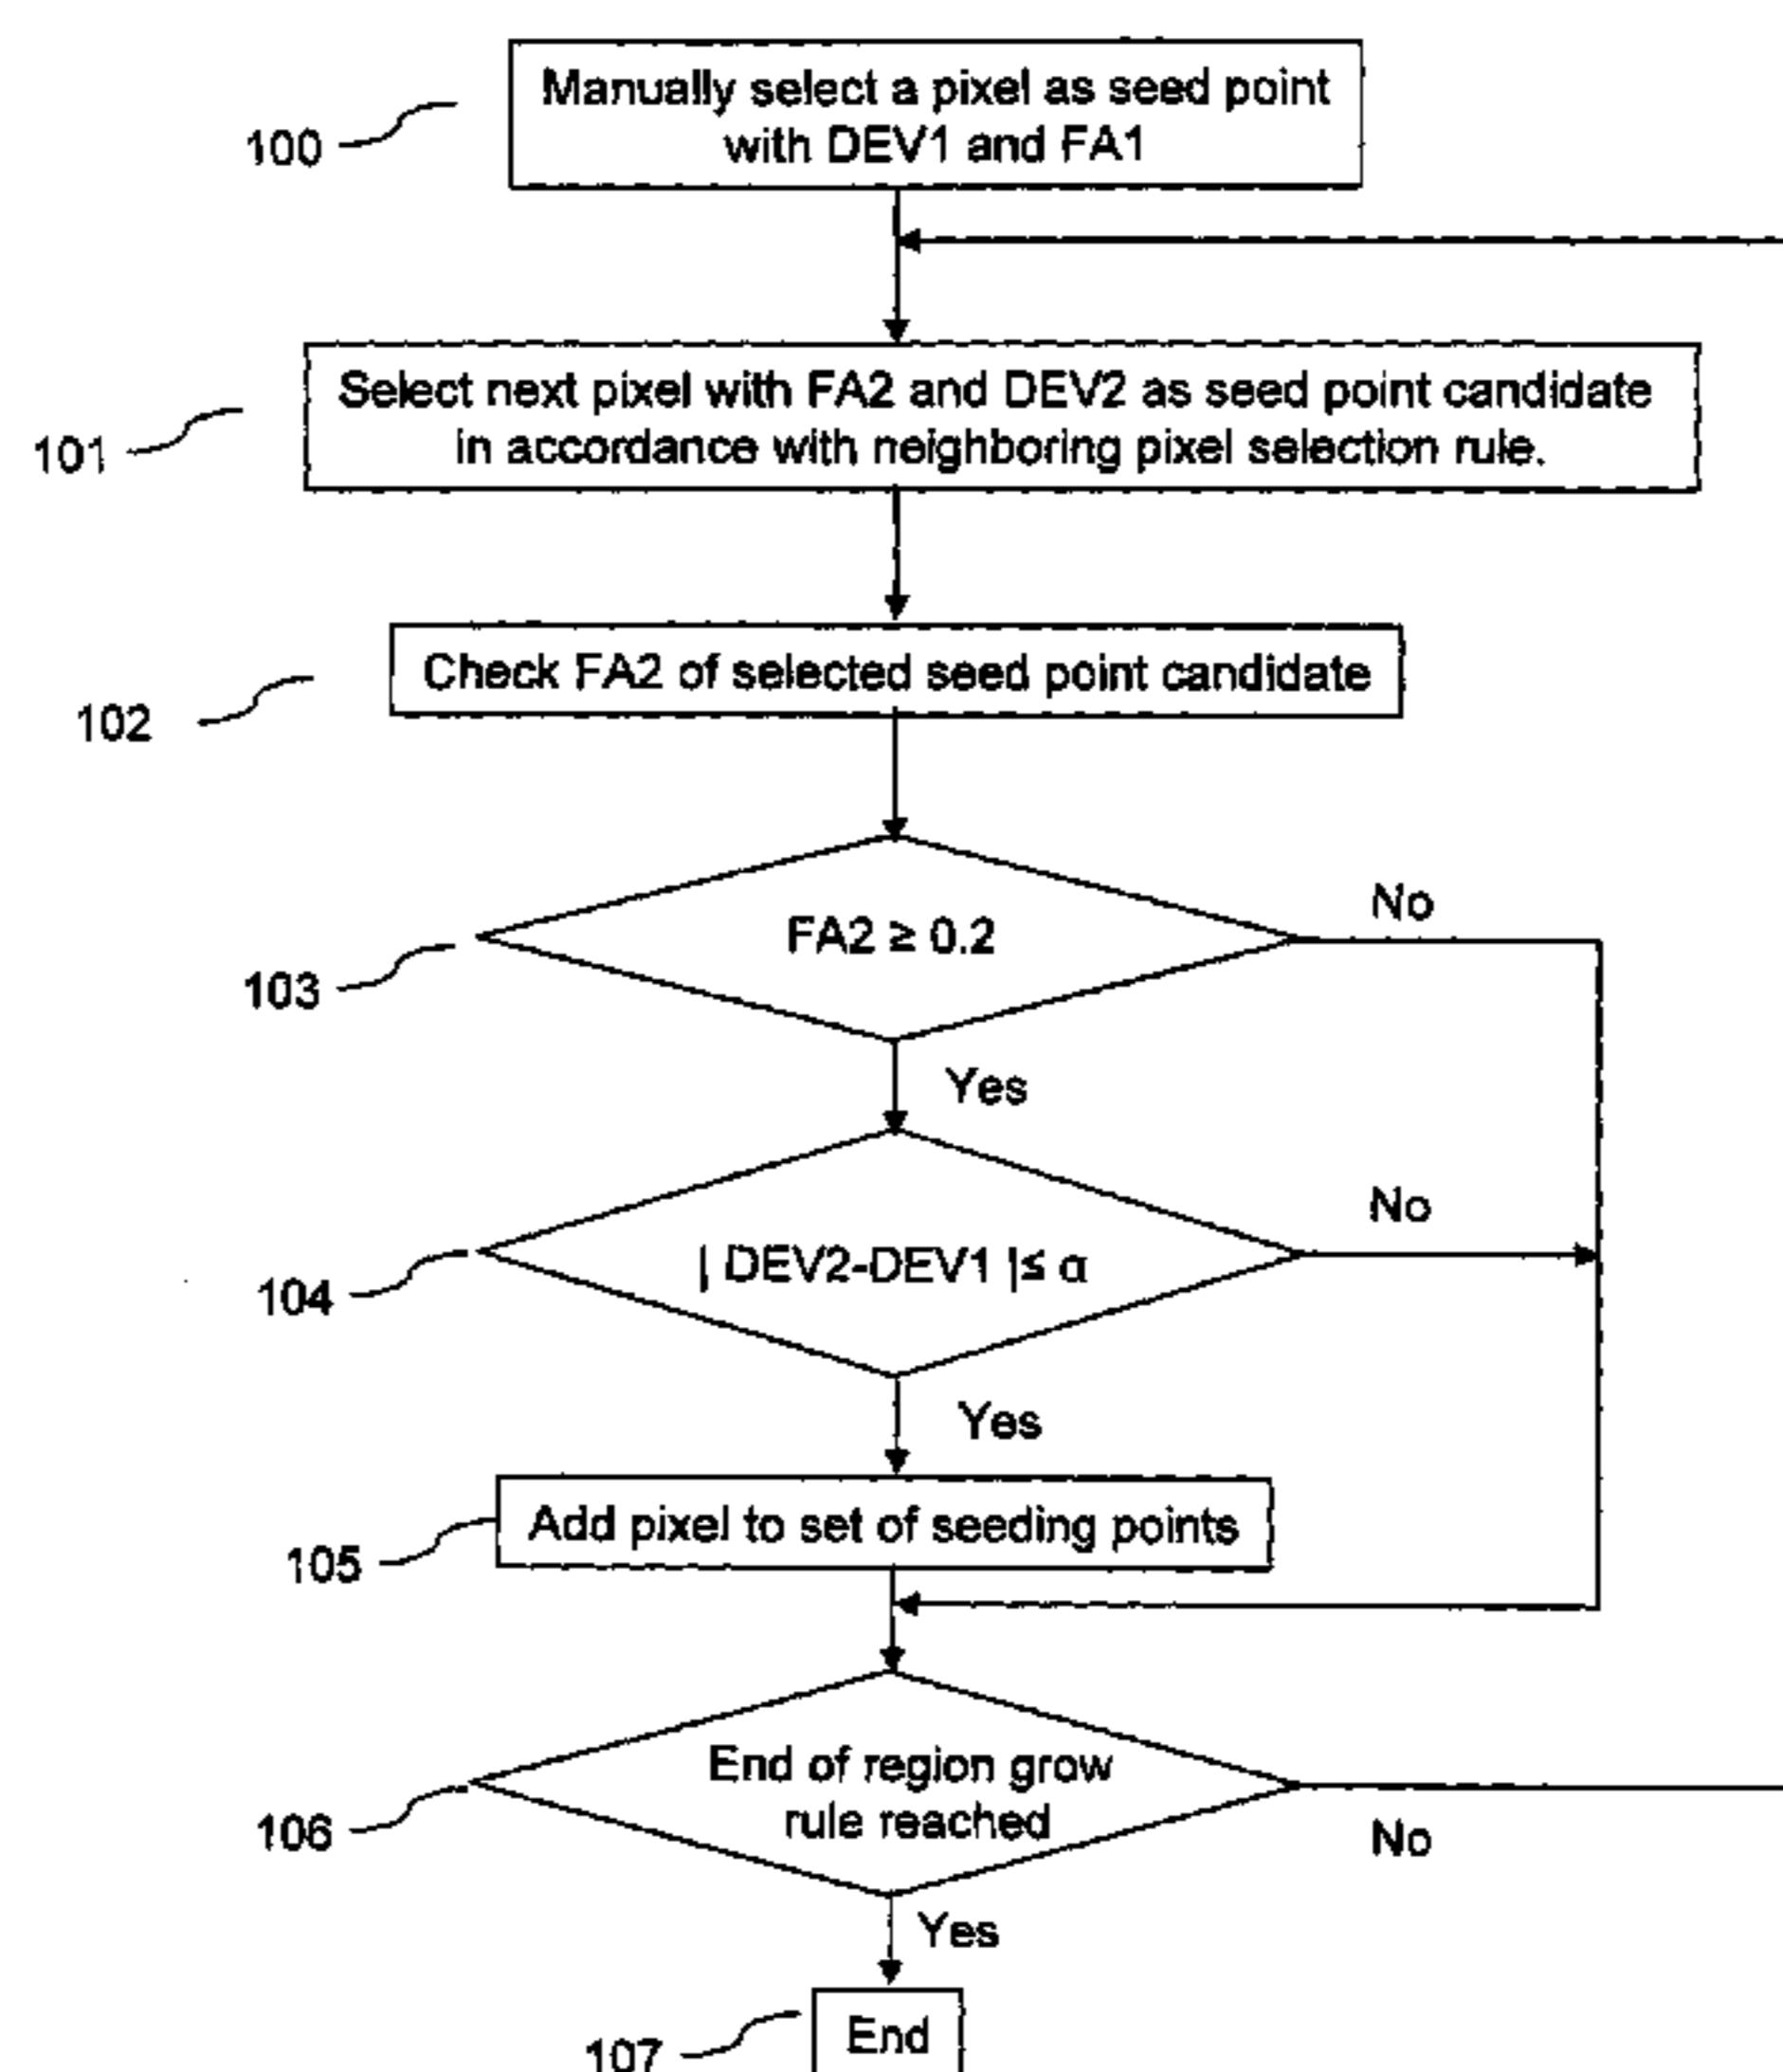 Manually select a pixel as seed point
with DEV1 and FA1
100
Select next pixel with FA2 and DEV2 as seed point candidate
in accordance with neighboring pixel selection rule.
101
Check FA2 of selected seed point candidate
102
No
FA2 ≥ 0.2
103
Yes
No
| DEV2-DEV1 |≤ α
104
Yes
Add pixel to set of seeding points
105
End of region grow
rule reached
106
No
Yes
End
107